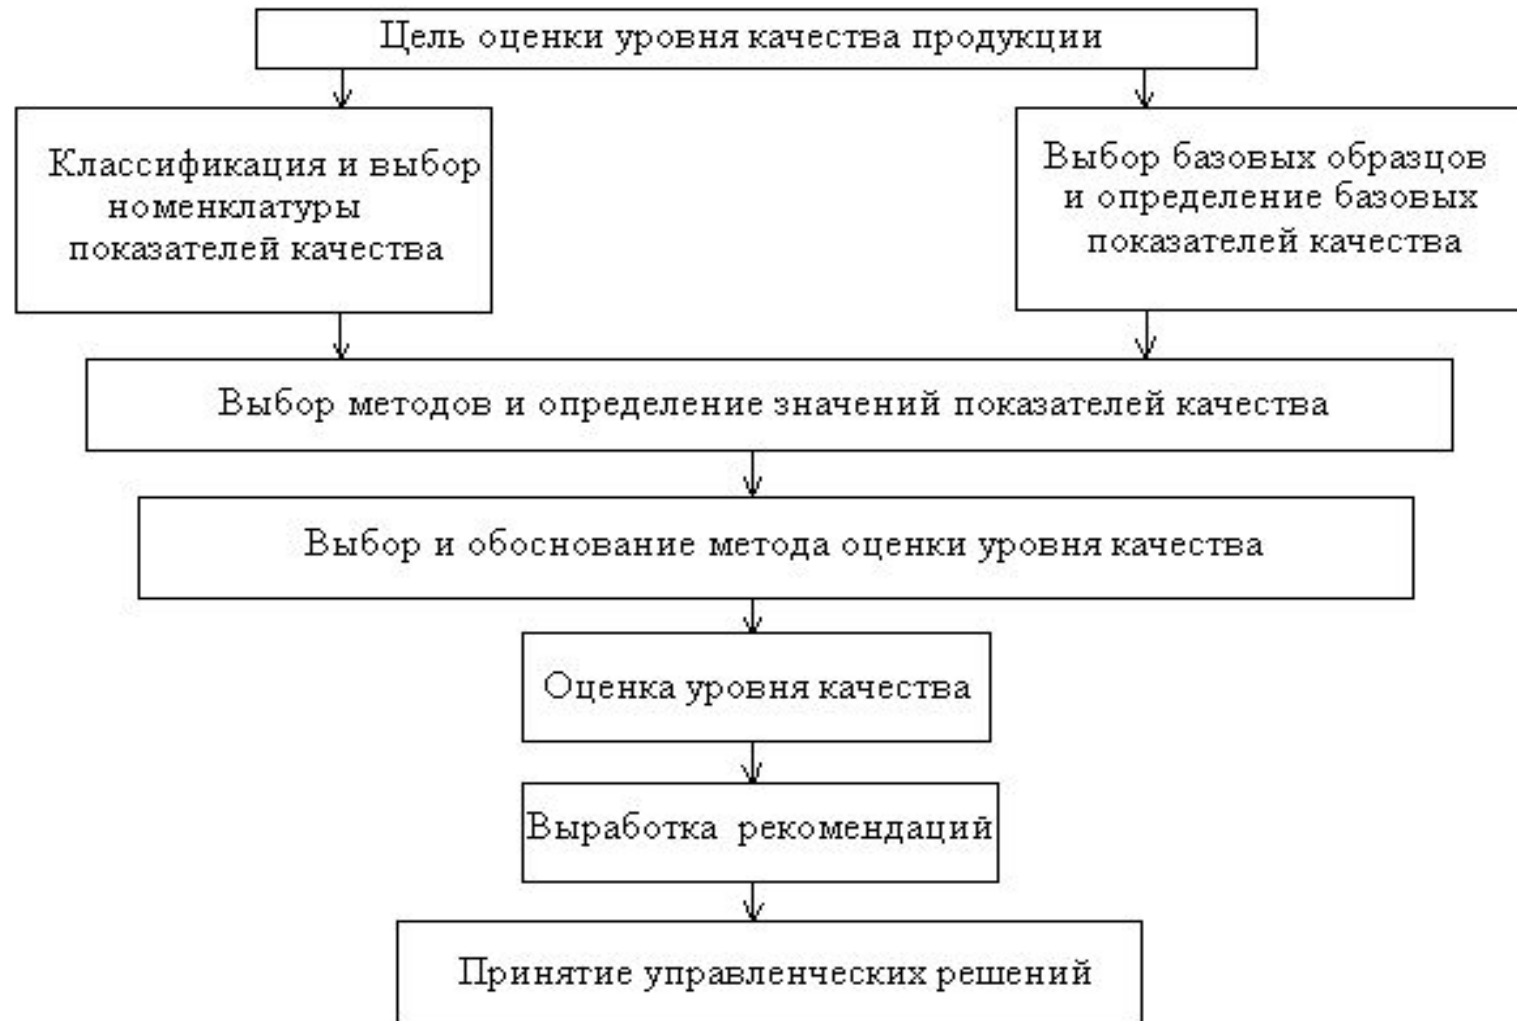 Цель оценки уровня качества продукции
Классификация и выбор
номенклатуры
показателей качества
Выбор базовых образцов
и определение базовых
показателей качества
Выбор методов и определение значений показателей качества
Выбор и обоснование метода оценки уровня качества
Оценка уровня качества
Выработка рекомендаций
Принятие управленческих решений